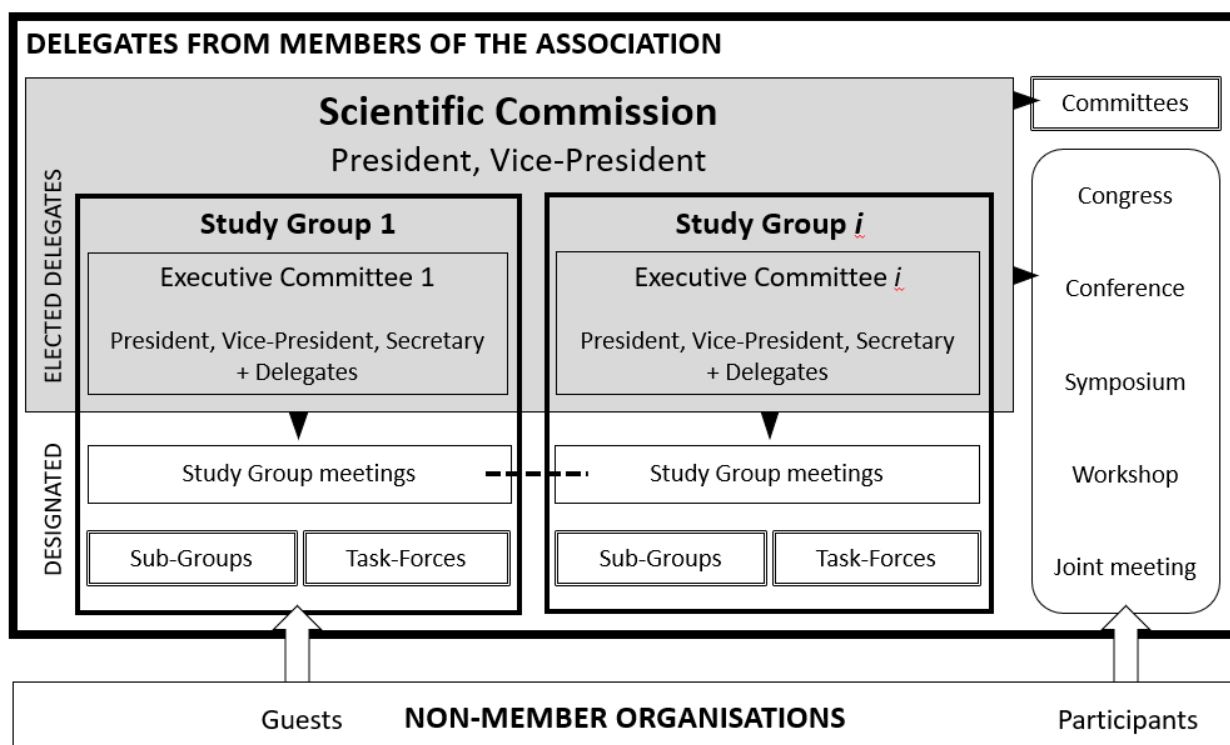 DELEGATES FROM MEMBERS OF THE ASSOCIATION
Scientific Commission
President, Vice-President
ELECTED DELEGATES
Study Group 1
Executive Committee 1
President, Vice-President, Secretary
+ Delegates
Study Group i
Executive Committee i
President, Vice-President, Secretary
+ Delegates
DESIGNATED
Study Group meetings
Sub-Groups
Task-Forces
Study Group meetings
Sub-Groups
Task-Forces
Committees
Congress
Conference
Symposium
Workshop
Joint meeting
Guests
NON-MEMBER ORGANISATIONS
Participants